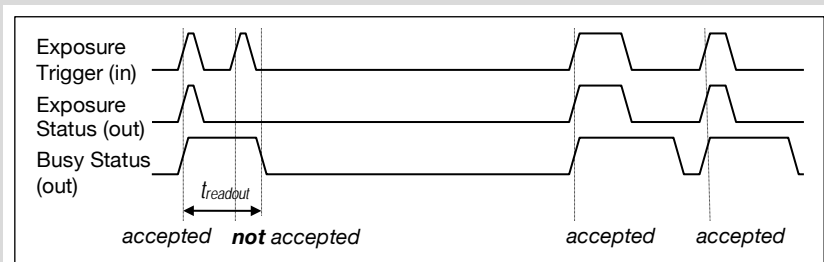 Exposure
Trigger (in)
Exposure
Status (out)
Busy Status
(out)
treadout
accepted not accepted accepted accepted